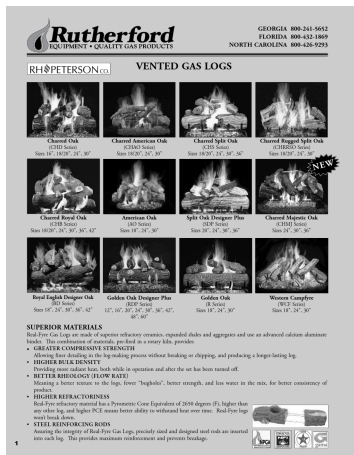 Rutherford
EQUIPMENT • QUALITY GAS PRODUCTS
GEORGIA 800-241-5652
FLORIDA 800-432-1869
NORTH CAROLINA 800-426-9293
RH PETERSON CO.
VENTED GAS LOGS
Charred Oak
(CHD Series)
Sizes 16", 18/20", 24", 30"
Charred American Oak
(CHAO Series)
Sizes 18/20", 24", 30"
Charred Split Oak
(CHS Series)
Sizes 18/20", 24", 30", 36"
Charred Rugged Split Oak
(CHRRSO Series)
Sizes 18/20", 24", 30"
NEW
Charred Royal Oak
(CHB Series)
Sizes 18/20", 24", 30", 36", 42"
American Oak
(AO Series)
Sizes 18", 24", 30"
Split Oak Designer Plus
(SDP Series)
Sizes 20", 24", 30", 36"
Charred Majestic Oak
(CHMJ Series)
Sizes 24", 30", 36"
Royal English Designer Oak
(BD Series)
Sizes 18", 24", 30", 36", 42"
Golden Oak Designer Plus
(RDP Series)
12", 16", 20", 24", 30", 36", 42",
48", 60"
Golden Oak
(R Series)
Sizes 18", 24", 30"
Western Campfyre
(WCF Series)
Sizes 18", 24", 30"
SUPERIOR MATERIALS
Real-Fyre Gas Logs are made of superior refractory ceramics, expanded shales and aggregates and use an advanced calcium aluminate
binder. This combination of materials, pre-fired in a rotary kiln, provides:
• GREATER COMPRESSIVE STRENGTH
Allowing finer detailing in the log-making process without breaking or chipping, and producing a longer-lasting log.
• HIGHER BULK DENSITY
Providing more radiant heat, both while in operation and after the set has been turned off.
• BETTER RHEOLOGY (FLOW RATE)
Meaning a better texture to the logs, fewer "bugholes", better strength, and less water in the mix, for better consistency of
product.
• HIGHER REFRACTORINESS
Real-Fyre refractory material has a Pyrometric Cone Equivalent of 2650 degrees (F), higher than
any other log, and higher PCE means better ability to withstand heat over time. Real-Fyre logs
won't break down.
• STEEL REINFORCING RODS
Assuring the integrity of Real-Fyre Gas Logs, precisely sized and designed steel rods are inserted
into each log. This provides maximum reinforcement and prevents breakage.
1